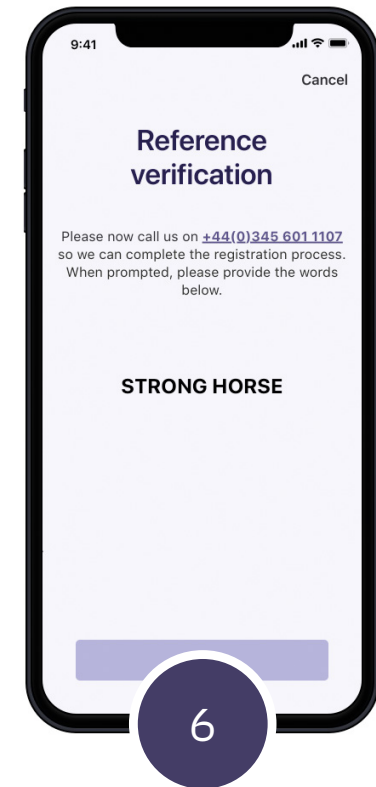 9:41
Cancel
Reference
verification
Please now call us on +44(0)345 601 1107
so we can complete the registration process.
When prompted, please provide the words
below.
STRONG HORSE
6